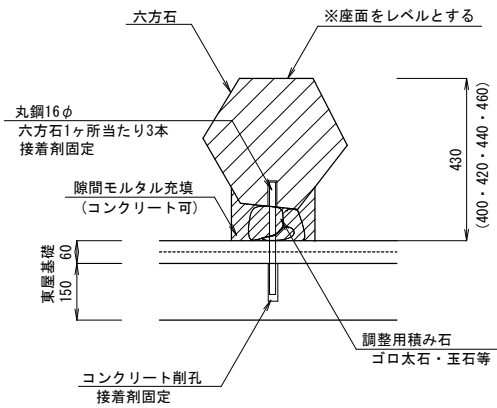 六方石
※座面をレベルとする
丸鋼16φ
六方石1ヶ所当たり3本
接着剤固定
隙間モルタル充填
(コンクリート可)
430
(400・420・440・460)
東屋基礎
60
150
調整用積み石
ゴロ太石・玉石等
コンクリート削孔
接着剤固定